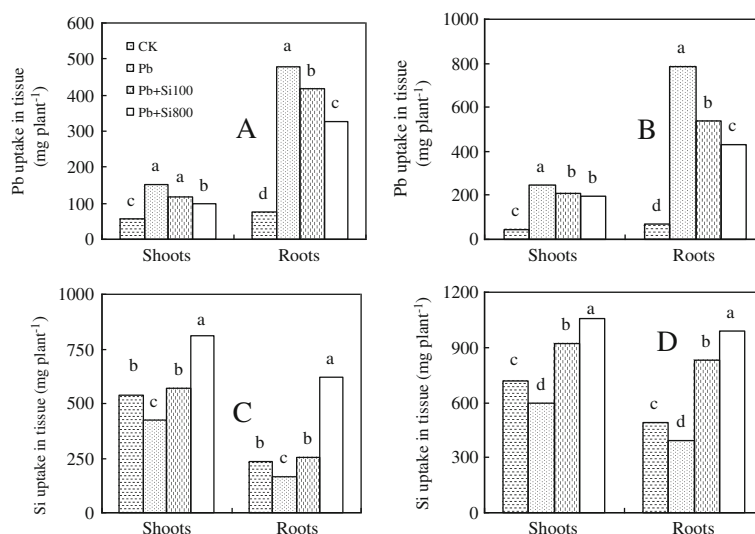 Pb uptake in tissue
(mg plant-1)
600
500
400
300
200
100
0
CK
Pb
Pb+Si100
Pb+Si800
A
c
a
a
b
d
a
b
c
Shoots
Roots
Pb uptake in tissue
(mg plant-1)
1000
800
600
400
200
0
B
c
a
b
b
d
a
b
c
Shoots
Roots
Si uptake in tissue (mg plant-1)
1000
750
500
250
0
C
b
c
b
a
b
c
b
a
Shoots
Roots
Si uptake in tissue (mg plant-1)
1200
900
600
300
0
D
c
d
b
a
c
d
b
a
Shoots
Roots